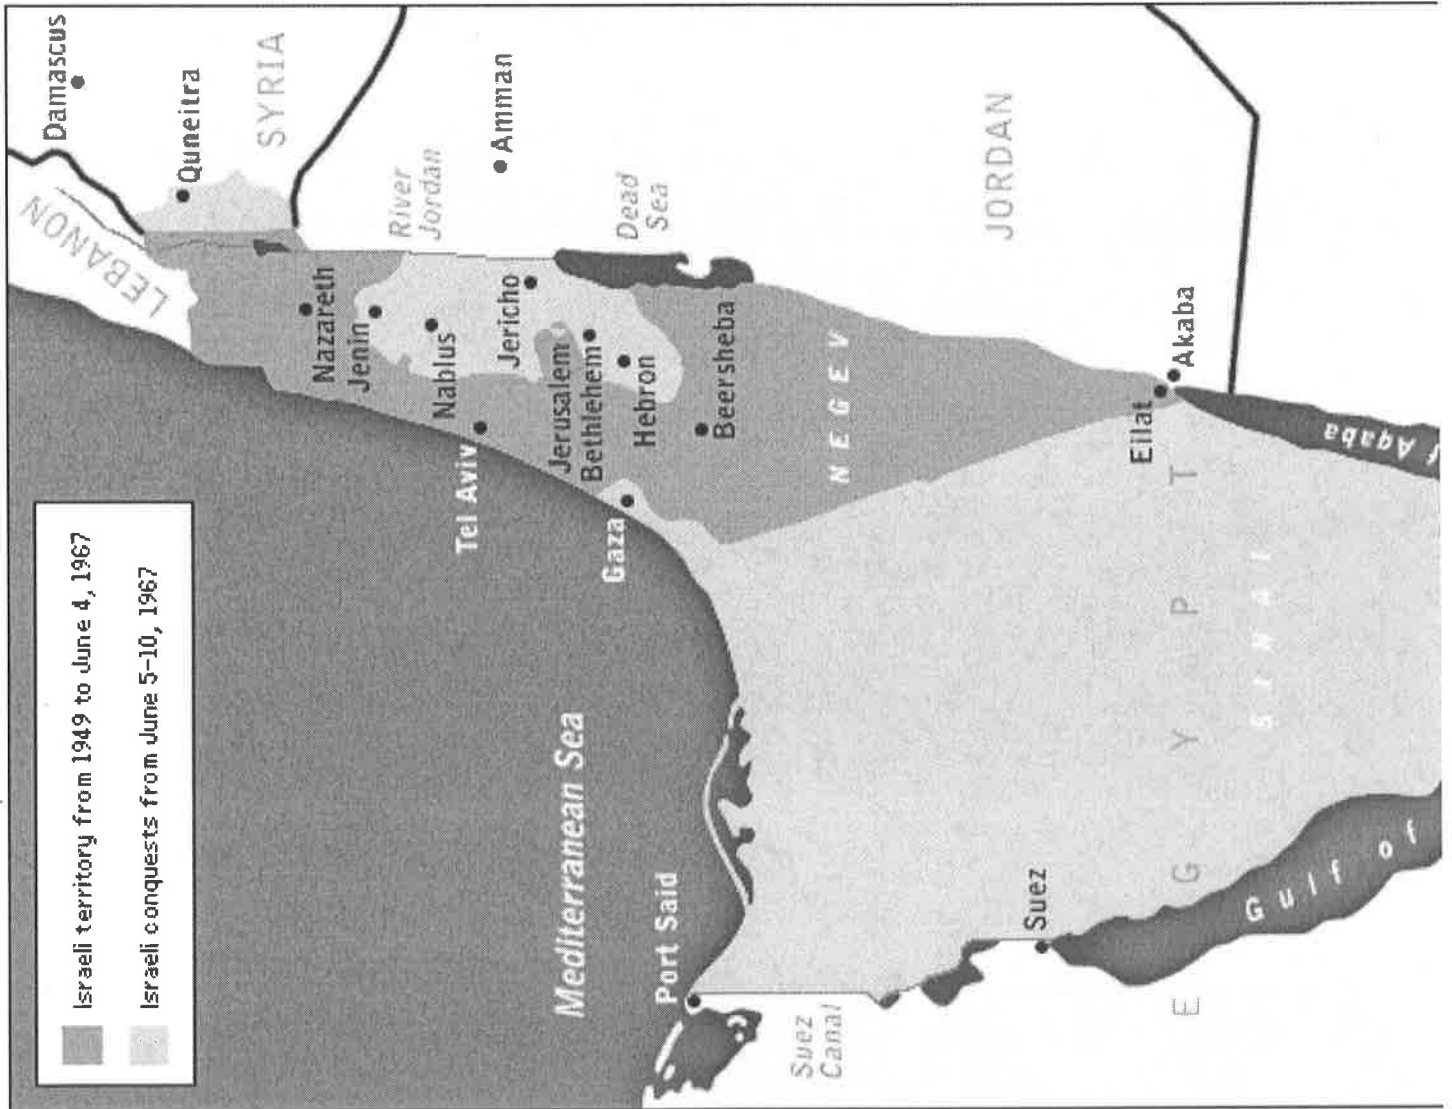 Israeli territory from 1949 to June 4, 1967
Israeli conquests from June 5-10, 1967
Damascus
LEBANON
Quneitra
SYRIA
Nazareth
Jenin
River
Jordan
Nablus
Amman
Tel Aviv
Jericho
Jerusalem
Bethlehem
Dead
Sea
Hebron
Gaza
Beersheba
Mediterranean Sea
Port Said
NEGEV
JORDAN
Suez
Canal
Suez
Eilat
Akaba
EGYPT
SINAI
Gulf of
f Aqaba